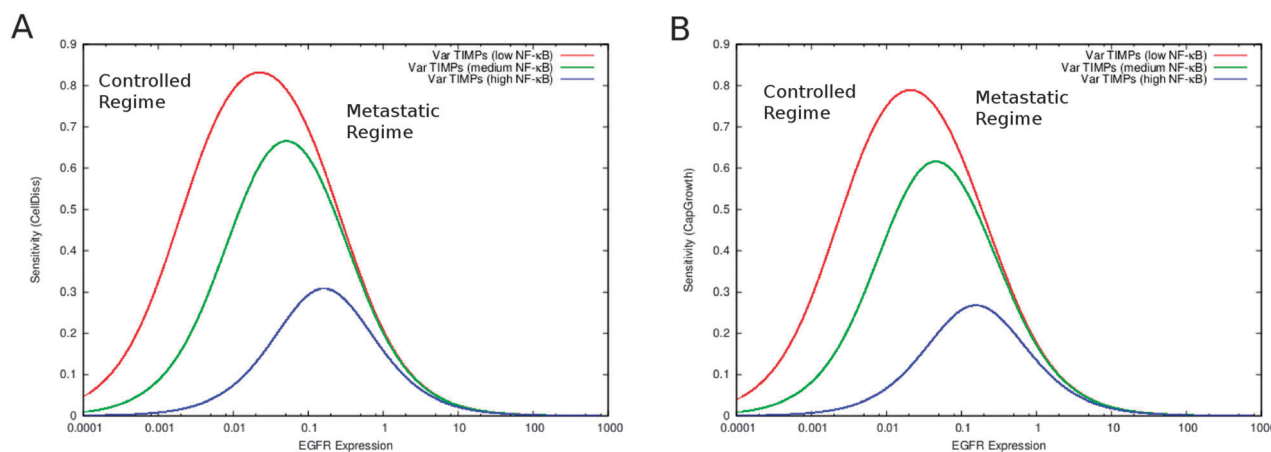 A
0.9
0.8
0.7
0.6
0.5
0.4
0.3
0.2
0.1
0
Sensitivity (CellDiss)
Var TIMPs (low NF-κB)
Var TIMPs (medium NF-κB)
Var TIMPs (high NF-κB)
Controlled
Regime
Metastatic
Regime
0.0001 0.001 0.01 0.1 1 10 100 1000
EGFR Expression
B
0.9
0.8
0.7
0.6
0.5
0.4
0.3
0.2
0.1
0
Sensitivity (CapGrowth)
Var TIMPs (low NF-κB)
Var TIMPs (medium NF-κB)
Var TIMPs (high NF-κB)
Controlled
Regime
Metastatic
Regime
0.0001 0.001 0.01 0.1 1 10 100 1000
EGFR Expression